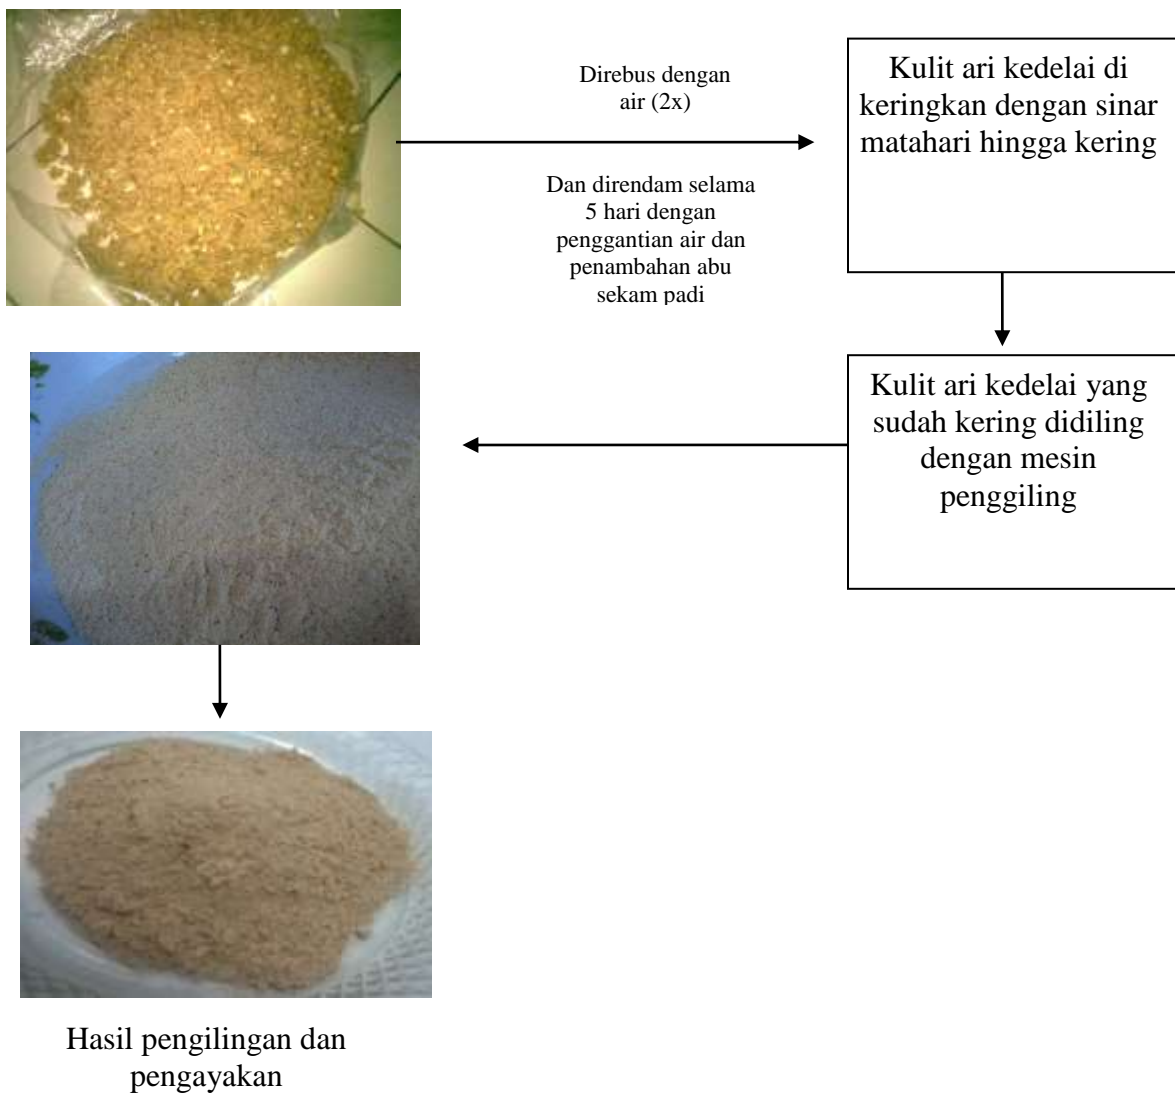 Direbus dengan
air (2x)
Dan direndam selama
5 hari dengan
penggantian air dan
penambahan abu
sekam padi
Kulit ari kedelai di
keringkan dengan sinar
matahari hingga kering
Kulit ari kedelai yang
sudah kering didiling
dengan mesin
penggiling
Hasil pengilingan dan
pengayakan